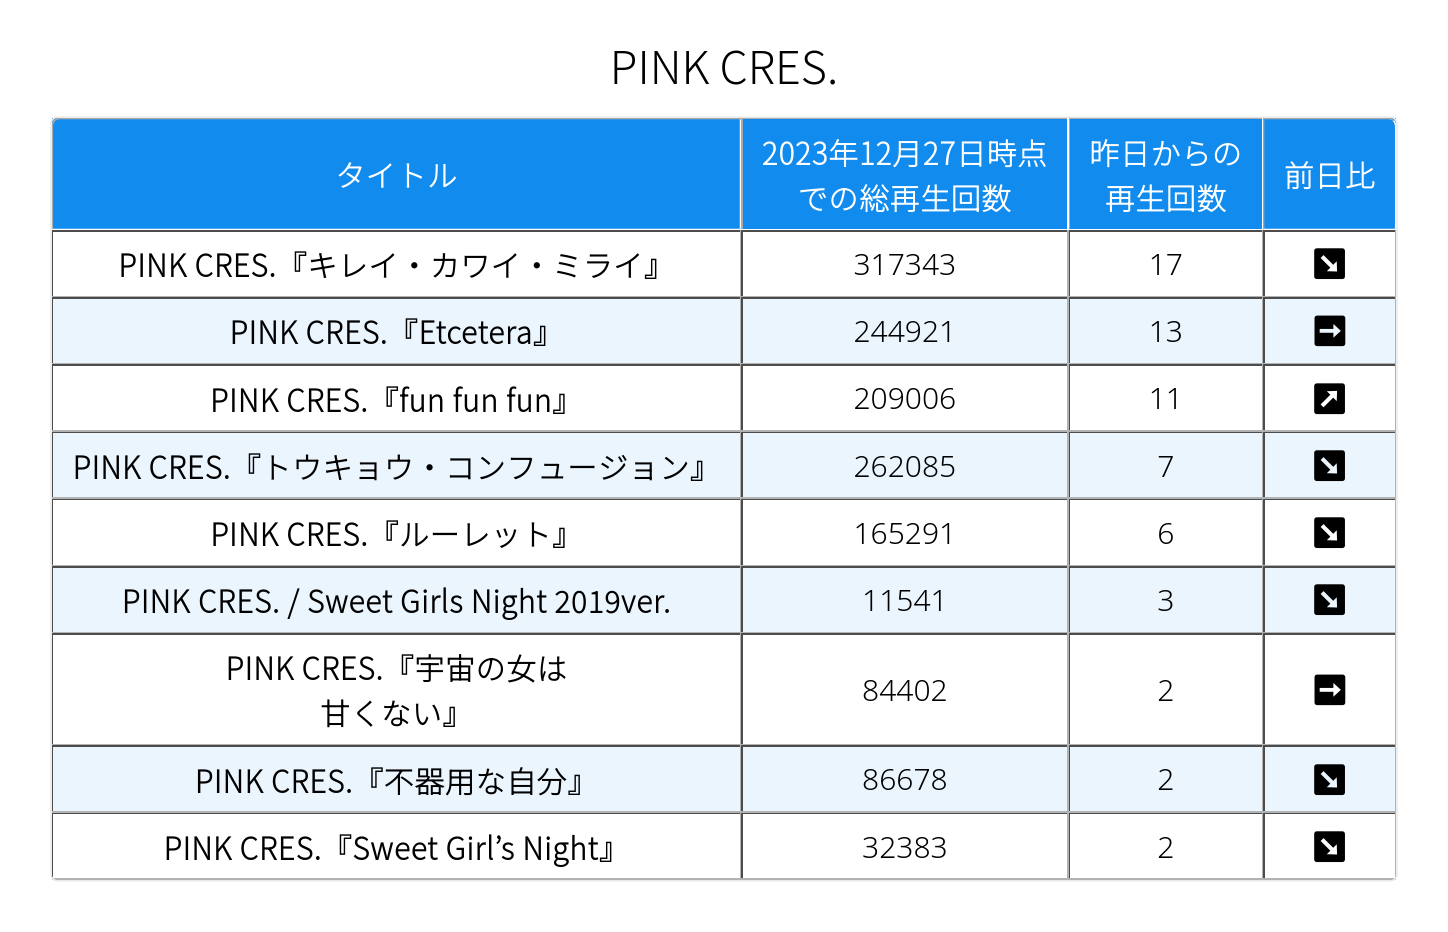 PINK CRES.
タイトル
2023年12月27日時点
での総再生回数
昨日からの
再生回数
前日比
PINK CRES.『キレイ・カワイ・ミライ』 317343 17 ↘
PINK CRES.『Etcetera』 244921 13 →
PINK CRES.『fun fun fun』 209006 11 ↗
PINK CRES.『トウキョウ・コンフュージョン』 262085 7 ↘
PINK CRES.『ルーレット』 165291 6 ↘
PINK CRES. / Sweet Girls Night 2019ver. 11541 3 ↘
PINK CRES.『宇宙の女は
甘くない』 84402 2 →
PINK CRES.『不器用な自分』 86678 2 ↘
PINK CRES.『Sweet Girl’s Night』 32383 2 ↘